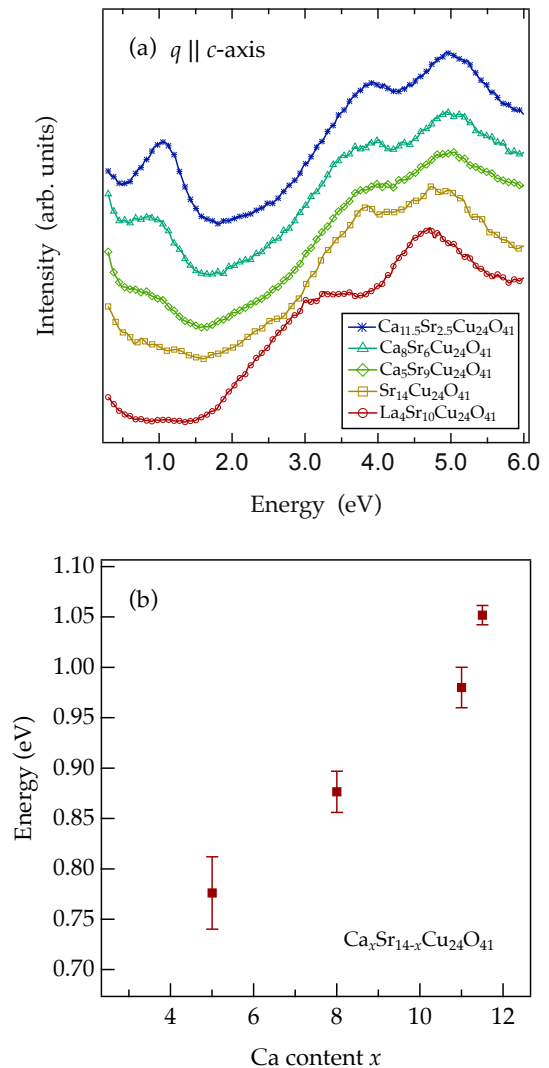 (a) q || c-axis
Intensity (arb. units)
Ca11.5Sr2.5Cu24O41
Ca8Sr6Cu24O41
Ca5Sr9Cu24O41
Sr14Cu24O41
La4Sr10Cu24O41
1.0 2.0 3.0 4.0 5.0 6.0
Energy (eV)
(b)
1.10
1.05
1.00
0.95
0.90
0.85
0.80
0.75
0.70
Energy (eV)
CaxSr14-xCu24O41
4 6 8 10 12
Ca content x